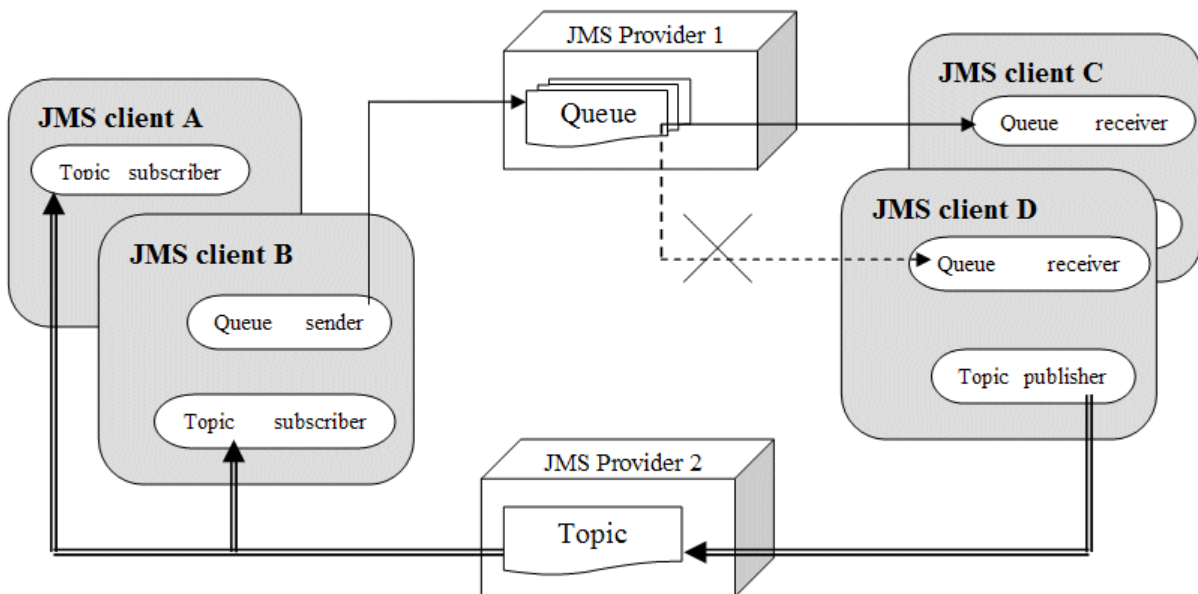 JMS Provider 1
Queue
JMS client A
Topic subscriber
JMS client B
Queue sender
Topic subscriber
JMS client C
Queue receiver
JMS client D
Queue receiver
Topic publisher
JMS Provider 2
Topic